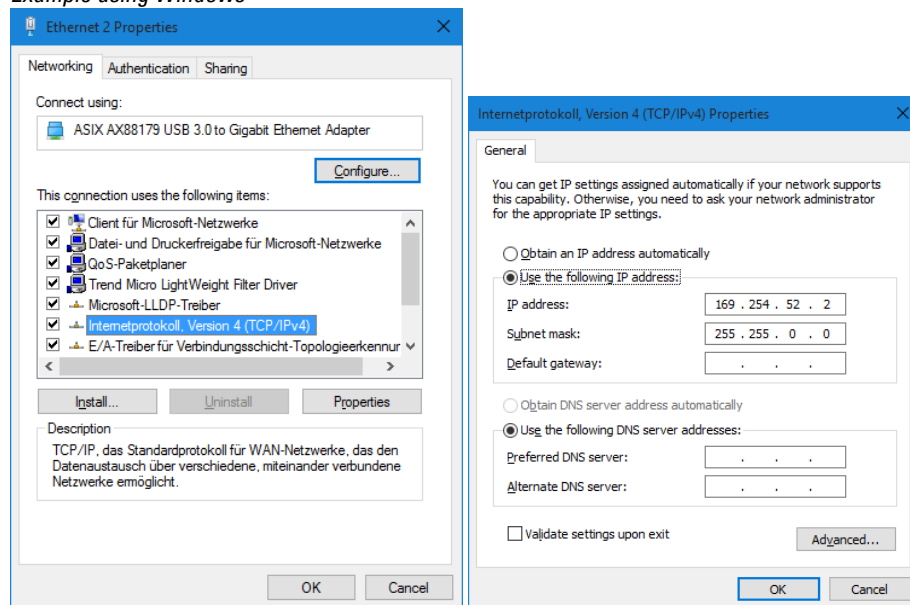 Example using Windows
Ethernet 2 Properties
Networking Authentication Sharing
Connect using:
ASIX AX88179 USB 3.0 to Gigabit Ethernet Adapter
Configure...
This connection uses the following items:
Client für Microsoft-Netzwerke
Datei- und Druckerfreigabe für Microsoft-Netzwerke
QoS-Paketplaner
Trend Micro LightWeight Filter Driver
Microsoft-LLDP-Treiber
Internetprotokoll, Version 4 (TCP/IPv4)
E/A-Treiber für Verbindungsschicht-Topologieerkennur
Install... Uninstall Properties
Description
TCP/IP, das Standardprotokoll für WAN-Netzwerke, das den
Datenaustausch über verschiedene, miteinander verbundene
Netzwerke ermöglicht.
OK Cancel
Internetprotokoll, Version 4 (TCP/IPv4) Properties
General
You can get IP settings assigned automatically if your network supports
this capability. Otherwise, you need to ask your network administrator
for the appropriate IP settings.
Obtain an IP address automatically
Use the following IP address:
IP address: 169 . 254 . 52 . 2
Subnet mask: 255 . 255 . 0 . 0
Default gateway: . . .
Obtain DNS server address automatically
Use the following DNS server addresses:
Preferred DNS server: . . .
Alternate DNS server: . . .
Validate settings upon exit
Advanced...
OK Cancel